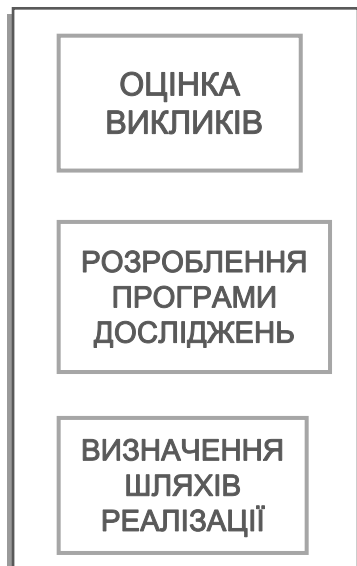 ОЦІНКА
ВИКЛИКІВ
РОЗРОБЛЕННЯ
ПРОГРАМИ
ДОСЛІДЖЕНЬ
ВИЗНАЧЕННЯ
ШЛЯХІВ
РЕАЛІЗАЦІЇ